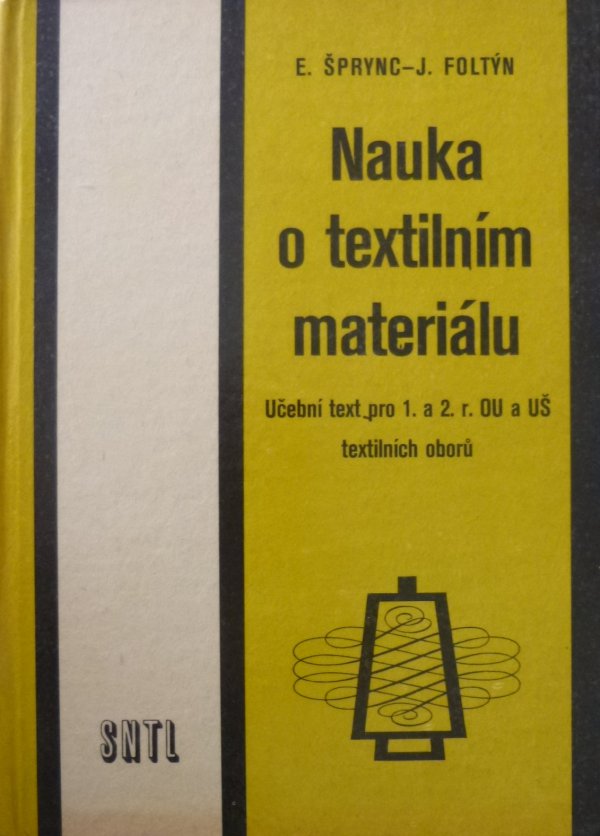 E. ŠPRYNC–J. FOLTÝN
Nauka
o textilním
materiálu
Učební text pro 1. a 2. r. OU a UŠ
textilních oborů
SNTL